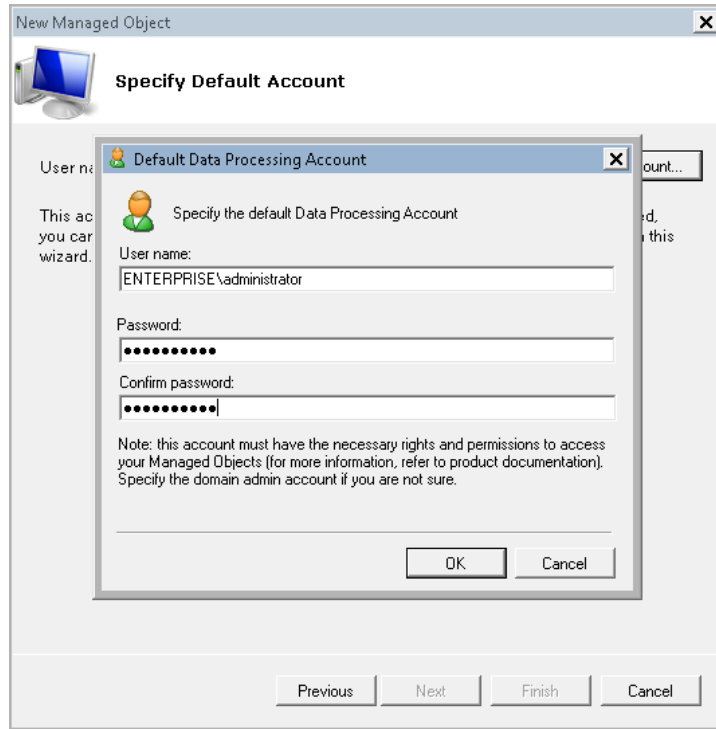 New Managed Object
Specify Default Account
Default Data Processing Account
User ount...
Specify the default Data Processing Account
This ac
you car this
wizard.
User name:
ENTERPRISE\administrator
Password:
●●●●●●●●●●
Confirm password:
●●●●●●●●●●
Note: this account must have the necessary rights and permissions to access
your Managed Objects (for more information, refer to product documentation).
Specify the domain admin account if you are not sure.
OK Cancel
Previous Next Finish Cancel